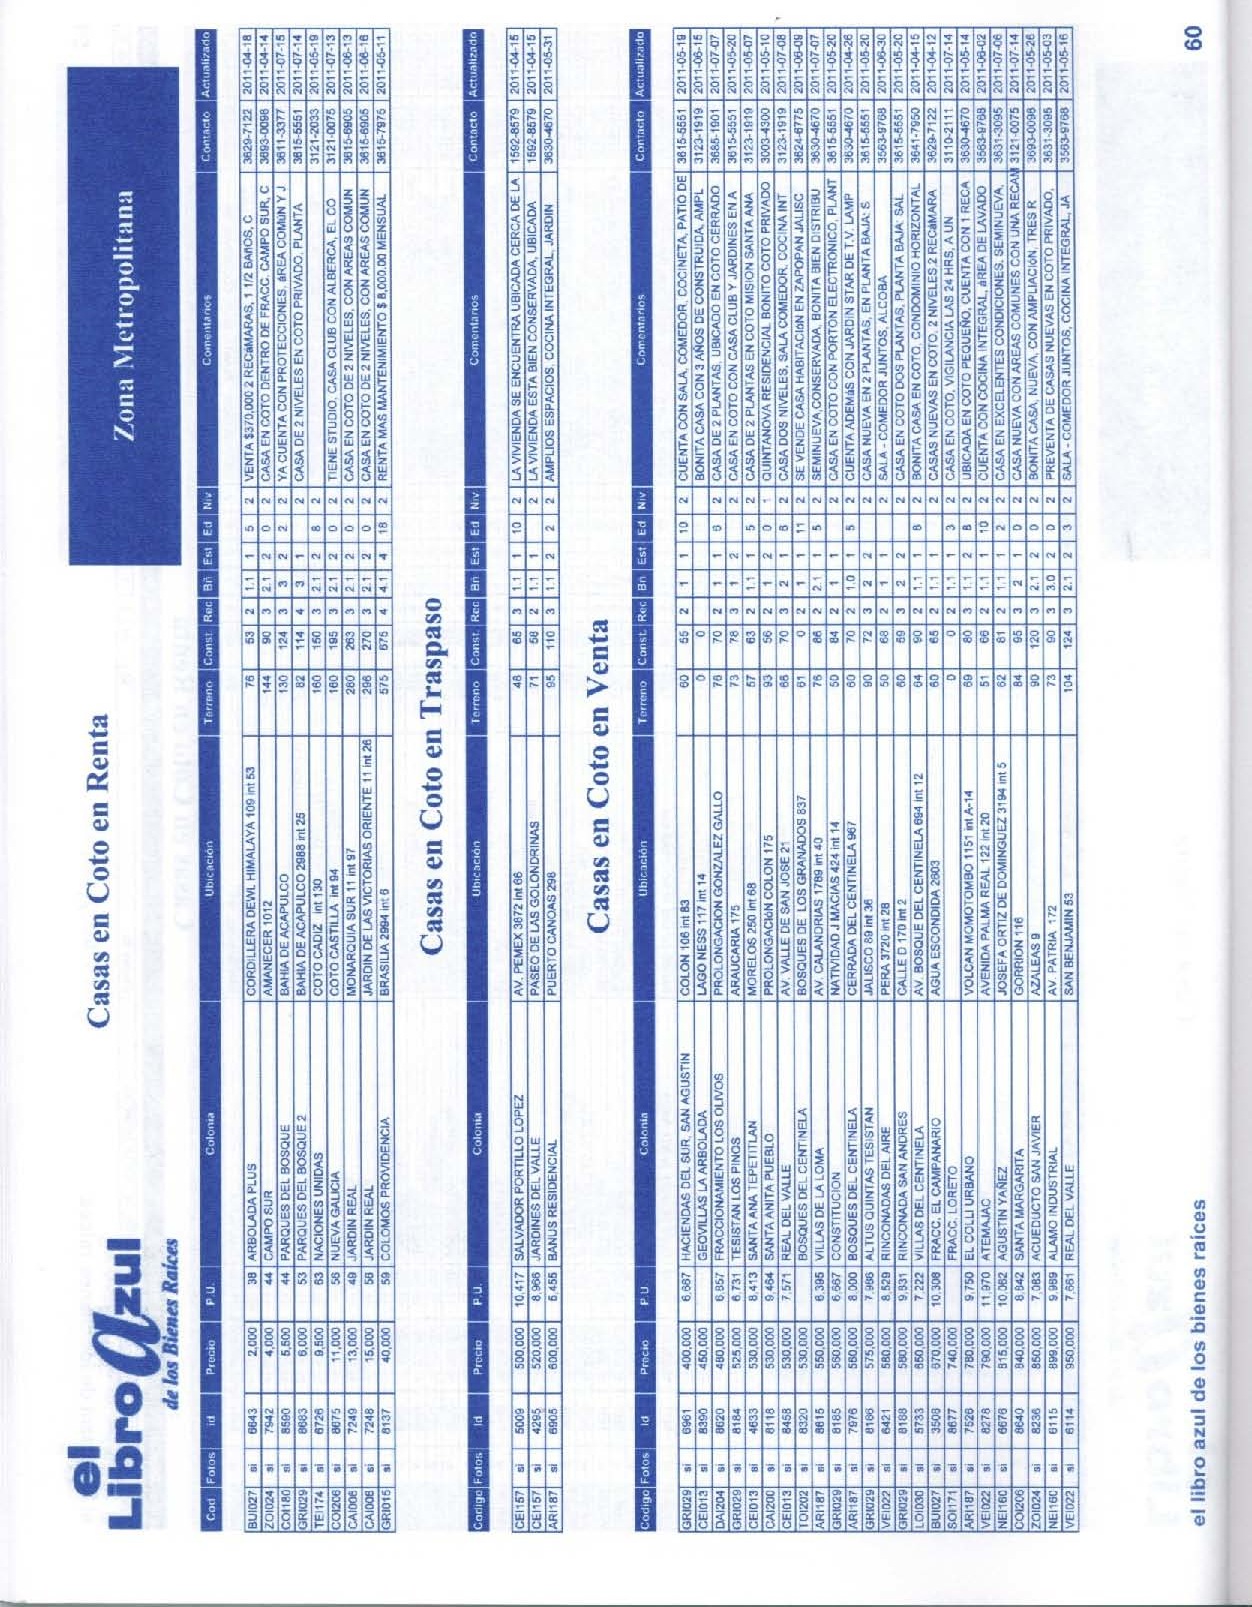 el
Libro azul
de los Bienes Raíces
Zona Metropolitana
Casas en Coto en Renta
Cod Fotos id Precio P.U. Colonia Ubicación Terreno Const. Rec Bñ Est Ed Niv Comentarios Contacto Actualizado
BUI027 si 6643 2,000 38 ARBOLADA PLUS CORDILLERA DEWL HIMALAYA 109 int 53 76 53 2 1.1 1 5 2 VENTA $370,000 2 RECáMARAS, 1 1/2 BAñOS, C 3629-7122 2011-04-18
ZOI024 si 7942 4,000 44 CAMPO SUR AMANECER 1012 144 90 3 2.1 2 0 2 CASA EN COTO DENTRO DE FRACC. CAMPO SUR, C 3693-0096 2011-04-14
COI180 si 8590 5,500 44 PARQUES DEL BOSQUE BAHIA DE ACAPULCO 130 124 3 3 2 2 2 YA CUENTA CON PROTECCIONES, áREA COMúN Y J 3611-3377 2011-07-15
GRI029 si 8683 6,000 53 PARQUES DEL BOSQUE 2 BAHIA DE ACAPULCO 2988 int 25 82 114 4 3 1 2 CASA DE 2 NIVELES EN COTO PRIVADO, PLANTA 3615-5551 2011-07-14
TE174 si 6726 9,500 63 NACIONES UNIDAS COTO CADIZ int 130 160 150 3 2.1 2 8 2 3121-2033 2011-05-19
COI206 si 8675 11,000 56 NUEVA GALICIA COTO CASTILLA int 94 160 195 3 2.1 2 0 2 TIENE STUDIO, CASA CLUB CON ALBERCA, EL CO 3121-0075 2011-07-13
CAI008 si 7249 13,000 49 JARDIN REAL MONARQUIA SUR 11 int 97 280 263 3 2.1 2 0 2 CASA EN COTO DE 2 NIVELES, CON AREAS COMUN 3615-6905 2011-06-13
CAI008 si 7248 15,000 56 JARDIN REAL JARDIN DE LAS VICTORIAS ORIENTE 11 int 26 296 270 3 2.1 2 0 2 CASA EN COTO DE 2 NIVELES, CON AREAS COMUN 3615-6905 2011-06-16
GRI015 si 8137 40,000 59 COLOMOS PROVIDENCIA BRASILIA 2994 int 6 575 675 4 4.1 4 18 2 RENTA MAS MANTENIMIENTO $ 8,000.00 MENSUAL 3615-7975 2011-05-11
Casas en Coto en Traspaso
Codigo Fotos Id Precio P.U. Colonia Ubicación Terreno Const. Rec Bñ Est Ed Niv Comentarios Contacto Actualizado
CEI157 si 5009 500,000 10,417 SALVADOR PORTILLO LOPEZ AV. PEMEX 3672 int 66 48 65 3 1.1 1 10 2 LA VIVIENDA SE ENCUENTRA UBICADA CERCA DE LA 1592-8579 2011-04-15
CEI157 si 4295 520,000 8,966 JARDINES DEL VALLE PASEO DE LAS GOLONDRINAS 71 58 2 1.1 1 2 LA VIVIENDA ESTA BIEN CONSERVADA, UBICADA 1592-8579 2011-04-15
ARI187 si 6905 600,000 5,455 BANUS RESIDENCIAL PUERTO CANOAS 298 95 110 3 1.1 2 2 2 AMPLIOS ESPACIOS, COCINA INTEGRAL, JARDIN 3630-4670 2011-05-31
Casas en Coto en Venta
Codigo Fotos Id Precio P.U. Colonia Ubicación Terreno Const. Rec Bñ Est Ed Niv Comentarios Contacto Actualizado
GRI029 si 6961 400,000 6,667 HACIENDAS DEL SUR, SAN AGUSTIN COLON 106 int 83 60 55 2 1 1 10 2 CUENTA CON SALA, COMEDOR, COCINETA, PATIO DE 3615-5551 2011-05-19
CEI013 si 8390 450,000 GEOVILLAS LA ARBOLADA LAGO NESS 117 int 14 0 0 BONITA CASA CON 3 AÑOS DE CONSTRUIDA, AMPL 3123-1919 2011-06-15
DAI204 si 8620 480,000 6,857 FRACCIONAMIENTO LOS OLIVOS PROLONGACION GONZALEZ GALLO 76 70 2 1 1 6 2 CASA DE 2 PLANTAS, UBICADO EN COTO CERRADO 3685-1901 2011-07-07
GRI029 si 8184 525,000 6,731 TESISTAN LOS PINOS ARAUCARIA 175 73 78 3 1 2 2 CASA EN COTO CON CASA CLUB Y JARDINES EN A 3615-5551 2011-05-20
CEI013 si 4633 530,000 8,413 SANTA ANA TEPETITLAN MORELOS 250 int 68 57 63 2 1.1 1 5 2 CASA DE 2 PLANTAS EN COTO MISION SANTA ANA 3123-1919 2011-05-07
CAI200 si 8118 530,000 9,464 SANTA ANITA PUEBLO PROLONGACIóN COLON 175 93 56 2 1 2 0 1 QUINTANOVA RESIDENCIAL BONITO COTO PRIVADO 3003-4300 2011-05-10
CEI013 si 8458 530,000 7,571 REAL DEL VALLE AV. VALLE DE SAN JOSE 21 68 70 3 2 1 8 2 CASA DOS NIVELES, SALA COMEDOR, COCINA INT 3123-1919 2011-07-08
TOI202 si 8320 530,000 BOSQUES DEL CENTINELA BOSQUES DE LOS GRANADOS 837 61 0 2 1 1 11 2 SE VENDE CASA HABITACIóN EN ZAPOPAN JALISC 3624-6775 2011-06-09
ARI187 si 8615 550,000 6,395 VILLAS DE LA LOMA AV. CALANDRIAS 1789 int 40 76 86 2 2.1 1 5 2 SEMINUEVA CONSERVADA, BONITA BIEN DISTRIBU 3630-4670 2011-07-07
GRI029 si 8185 560,000 6,667 CONSTITUCION NATIVIDAD J MACIAS 424 int 14 50 84 2 1 1 2 CASA EN COTO CON PORTON ELECTRONICO, PLANT 3615-5551 2011-05-20
ARI187 si 7976 560,000 8,000 BOSQUES DEL CENTINELA CERRADA DEL CENTINELA 967 60 70 2 1.0 1 5 2 CUENTA ADEMáS CON JARDIN STAR DE T.V. LAMP 3630-4670 2011-04-26
GRI029 si 8186 575,000 7,986 ALTUS QUINTAS TESISTAN JALISCO 89 int 36 90 72 3 2 2 2 CASA NUEVA EN 2 PLANTAS, EN PLANTA BAJA: S 3615-5551 2011-05-20
VEI022 si 6421 580,000 8,529 RINCONADAS DEL AIRE PERA 3720 int 28 50 68 2 1 1 2 SALA - COMEDOR JUNTOS, ALCOBA 3563-9768 2011-06-30
GRI029 si 8188 580,000 9,831 RINCONADA SAN ANDRES CALLE D 170 int 2 60 59 3 2 2 2 CASA EN COTO DOS PLANTAS, PLANTA BAJA: SAL 3615-5551 2011-05-20
LOI030 si 5733 650,000 7,222 VILLAS DEL CENTINELA AV. BOSQUE DEL CENTINELA 694 int 12 64 90 2 1.1 1 8 2 BONITA CASA EN COTO, CONDOMINIO HORIZONTAL 3641-7950 2011-04-15
BUI027 si 3508 670,000 10,308 FRACC. EL CAMPANARIO AGUA ESCONDIDA 2803 60 65 2 1.1 1 2 CASAS NUEVAS EN COTO, 2 NIVELES,2 RECáMARA 3629-7122 2011-04-12
SOI171 si 8677 740,000 FRACC. LORETO 0 0 2 1.1 1 3 2 CASA EN COTO, VIGILANCIA LAS 24 HRS, A UN 3110-2111 2011-07-14
ARI187 si 7526 780,000 9,750 EL COLLI URBANO VOLCAN MOMOTOMBO 1151 int A-14 69 80 3 1.1 2 8 2 UBICADA EN COTO PEQUEÑO, CUENTA CON 1 RECA 3630-4670 2011-05-14
VEI022 si 8278 790,000 11,970 ATEMAJAC AVENIDA PALMA REAL 122 int 20 51 66 2 1.1 1 10 2 CUENTA CON COCINA INTEGRAL, áREA DE LAVADO 3563-9768 2011-06-02
NEI160 si 6676 815,000 10,062 AGUSTIN YAÑEZ JOSEFA ORTIZ DE DOMINGUEZ 3194 int 5 62 81 2 1.1 1 2 2 CASA EN EXCELENTES CONDICIONES, SEMINUEVA, 3631-3095 2011-07-06
COI206 si 8640 840,000 8,842 SANTA MARGARITA GORRION 116 84 95 3 2 1 0 2 CASA NUEVA CON AREAS COMUNES CON UNA RECAM 3121-0075 2011-07-14
ZOI024 si 8236 850,000 7,083 ACUEDUCTO SAN JAVIER AZALEAS 9 90 120 3 2.1 2 0 2 BONITA CASA, NUEVA, CON AMPLIACION, TRES R 3693-0096 2011-05-26
NEI160 si 6115 899,000 9,989 ALAMO INDUSTRIAL AV. PATRIA 172 73 90 3 3.0 2 0 2 PREVENTA DE CASAS NUEVAS EN COTO PRIVADO, 3631-3095 2011-05-03
VEI022 si 6114 950,000 7,661 REAL DEL VALLE SAN BENJAMIN 53 104 124 3 2.1 2 3 2 SALA - COMEDOR JUNTOS, COCINA INTEGRAL, JA 3563-9768 2011-05-16
el libro azul de los bienes raíces
60